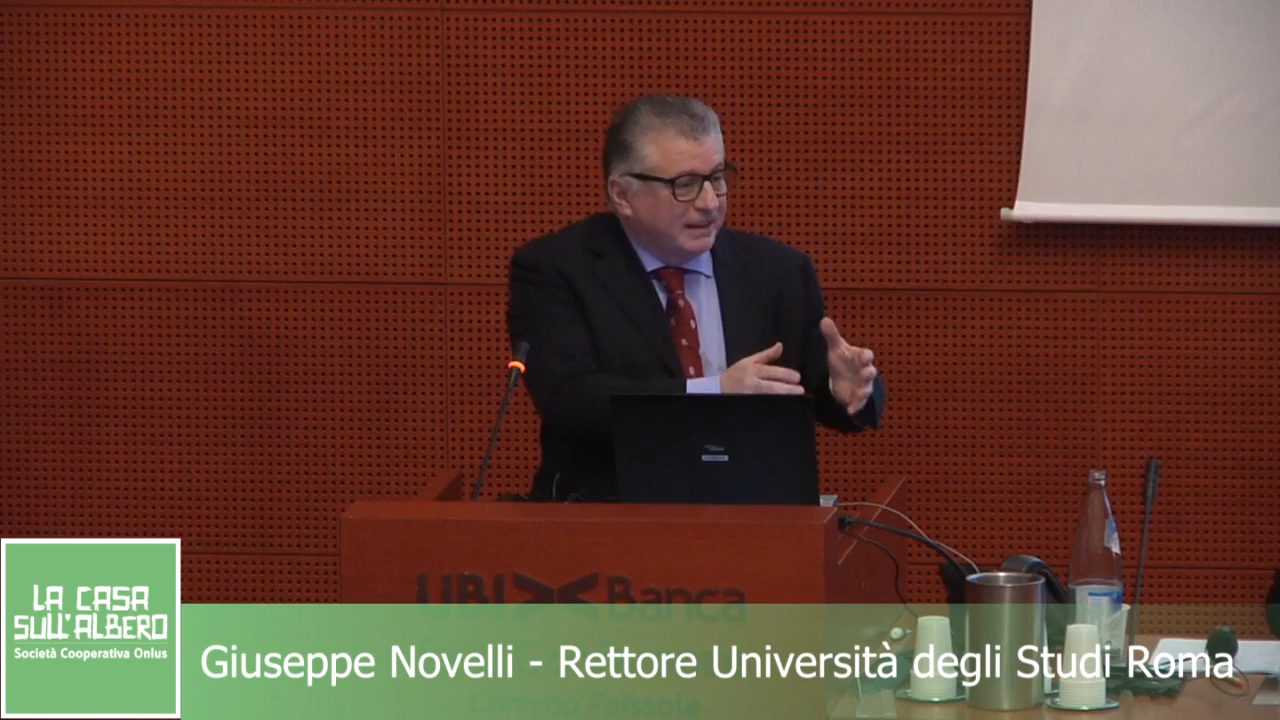 UBI Banca
LA CASA
SULL'ALBERO
Società Cooperativa Onlus
Giuseppe Novelli - Rettore Università degli Studi Roma